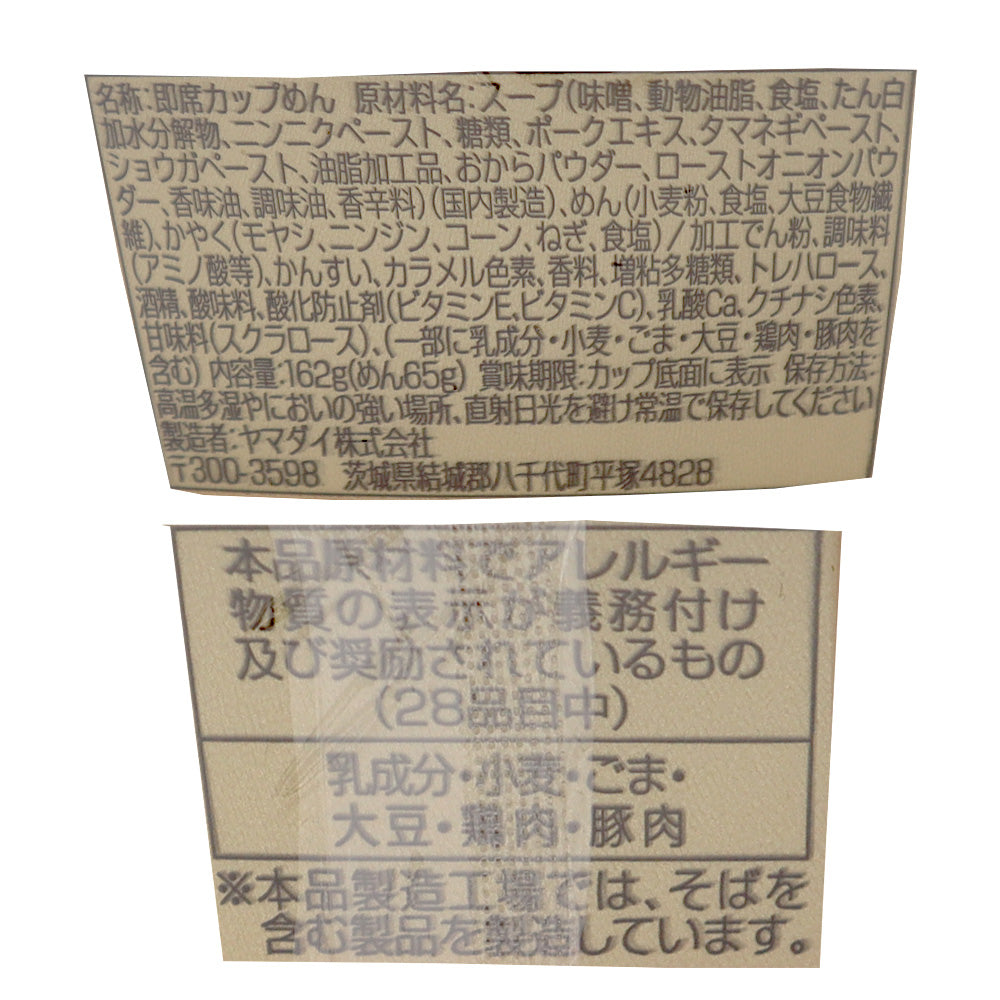 名称:即席カップめん 原材料名:スープ(味噌、動物油脂、食塩、たん白
加水分解物、ニンニクペースト、糖類、ポークエキス、タマネギペースト、
ショウガペースト、油脂加工品、おからパウダー、ローストオニオンパウ
ダー、香味油、調味油、香辛料)(国内製造)、めん(小麦粉、食塩、大豆食物繊
維)、かやく(モヤシ、ニンジン、コーン、ねぎ、食塩)/加工でん粉、調味料
(アミノ酸等)、かんすい、カラメル色素、香料、増粘多糖類、トレハロース、
酒精、酸味料、酸化防止剤(ビタミンE、ビタミンC)、乳酸Ca、クチナシ色素、
甘味料(スクラロース)、(一部に乳成分・小麦・ごま・大豆・鶏肉・豚肉を
含む) 内容量:162g(めん65g) 賞味期限:カップ底面に表示 保存方法:
高温多湿やにおいの強い場所、直射日光を避け常温で保存してください
製造者:ヤマダイ株式会社
〒300-3598 茨城県結城郡八千代町平塚4828
本品原材料でアレルギー
物質の表示が義務付け
及び奨励されているもの
(28品目中)
乳成分・小麦・ごま・
大豆・鶏肉・豚肉
※本品製造工場では、そばを
含む製品を製造しています。